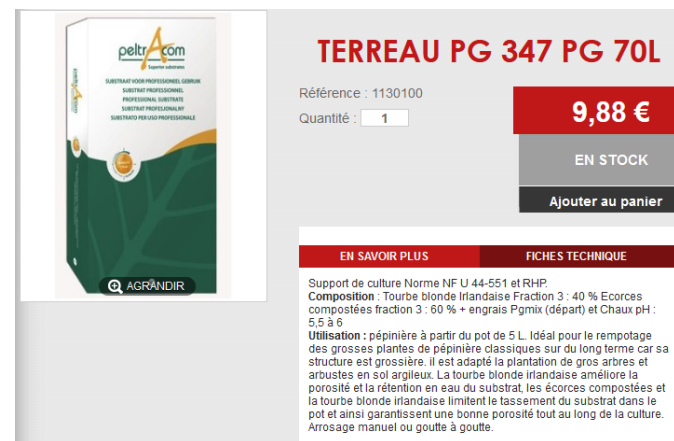 peltrAcom
Superior substrates
SUBSTRAAT VOOR PROFESSIONEEL GEBRUIK
SUBSTRAT PROFESSIONNEL
PROFESSIONAL SUBSTRATE
SUBSTRAT PROFESJONALNY
SUBSTRATO PER USO PROFESSIONALE
AGRANDIR
TERREAU PG 347 PG 70L
Référence : 1130100
Quantité : 1
9,88 €
EN STOCK
Ajouter au panier
EN SAVOIR PLUS
FICHES TECHNIQUE
Support de culture Norme NF U 44-551 et RHP.
Composition : Tourbe blonde Irlandaise Fraction 3 : 40 % Ecorces
compostées fraction 3 : 60 % + engrais Pgmix (départ) et Chaux pH :
5,5 à 6
Utilisation : pépinière à partir du pot de 5 L. Idéal pour le rempotage
des grosses plantes de pépinière classiques sur du long terme car sa
structure est grossière. il est adapté la plantation de gros arbres et
arbustes en sol argileux. La tourbe blonde irlandaise améliore la
porosité et la rétention en eau du substrat, les écorces compostées et
la tourbe blonde irlandaise limitent le tassement du substrat dans le
pot et ainsi garantissent une bonne porosité tout au long de la culture.
Arrosage manuel ou goutte à goutte.